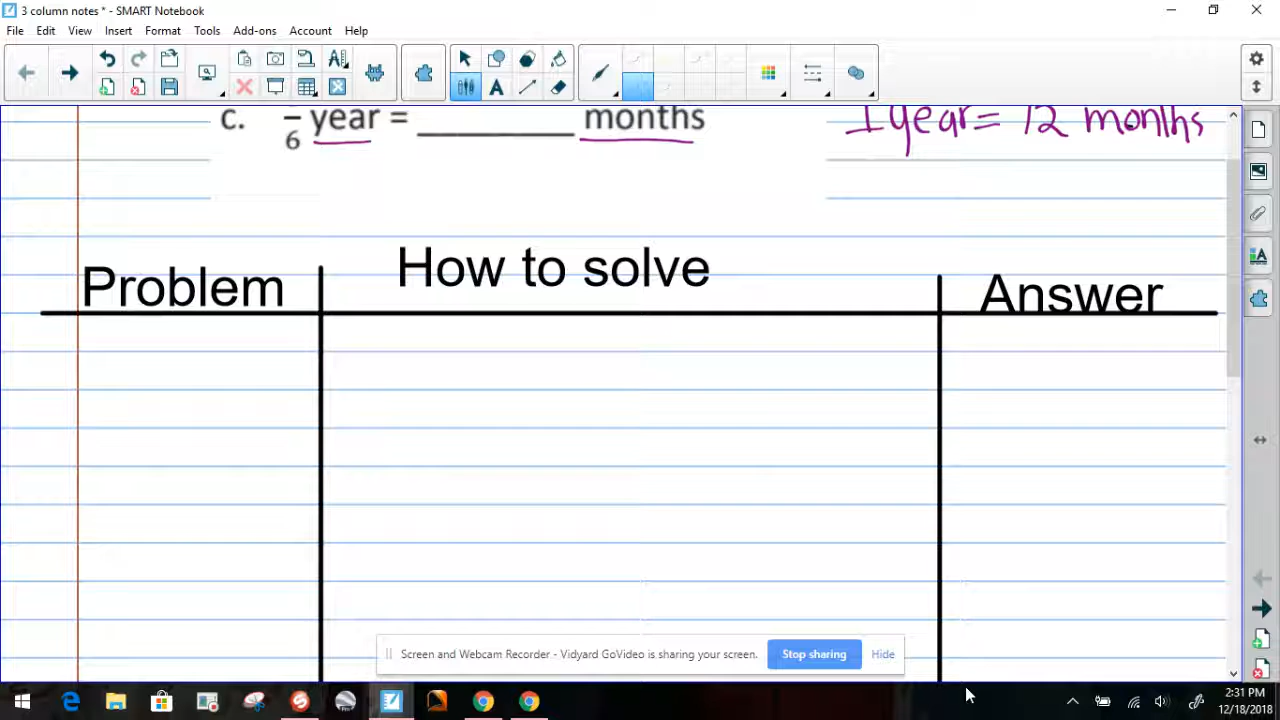 3 column notes * - SMART Notebook
File Edit View Insert Format Tools Add-ons Account Help
c. 6 year = __________ months
1 year = 12 months
Problem
How to solve
Answer
Screen and Webcam Recorder - Vidyard GoVideo is sharing your screen.
Stop sharing
Hide
2:31 PM
12/18/2018